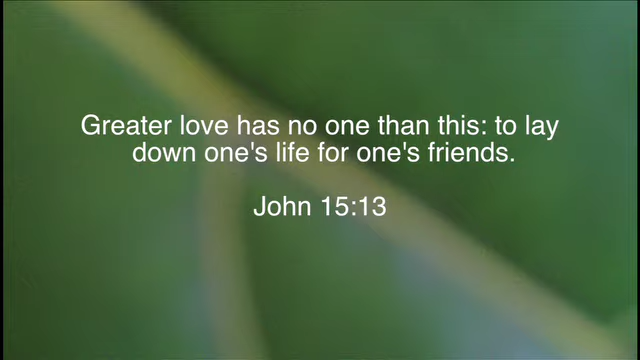 Greater love has no one than this: to lay
down one's life for one's friends.
John 15:13